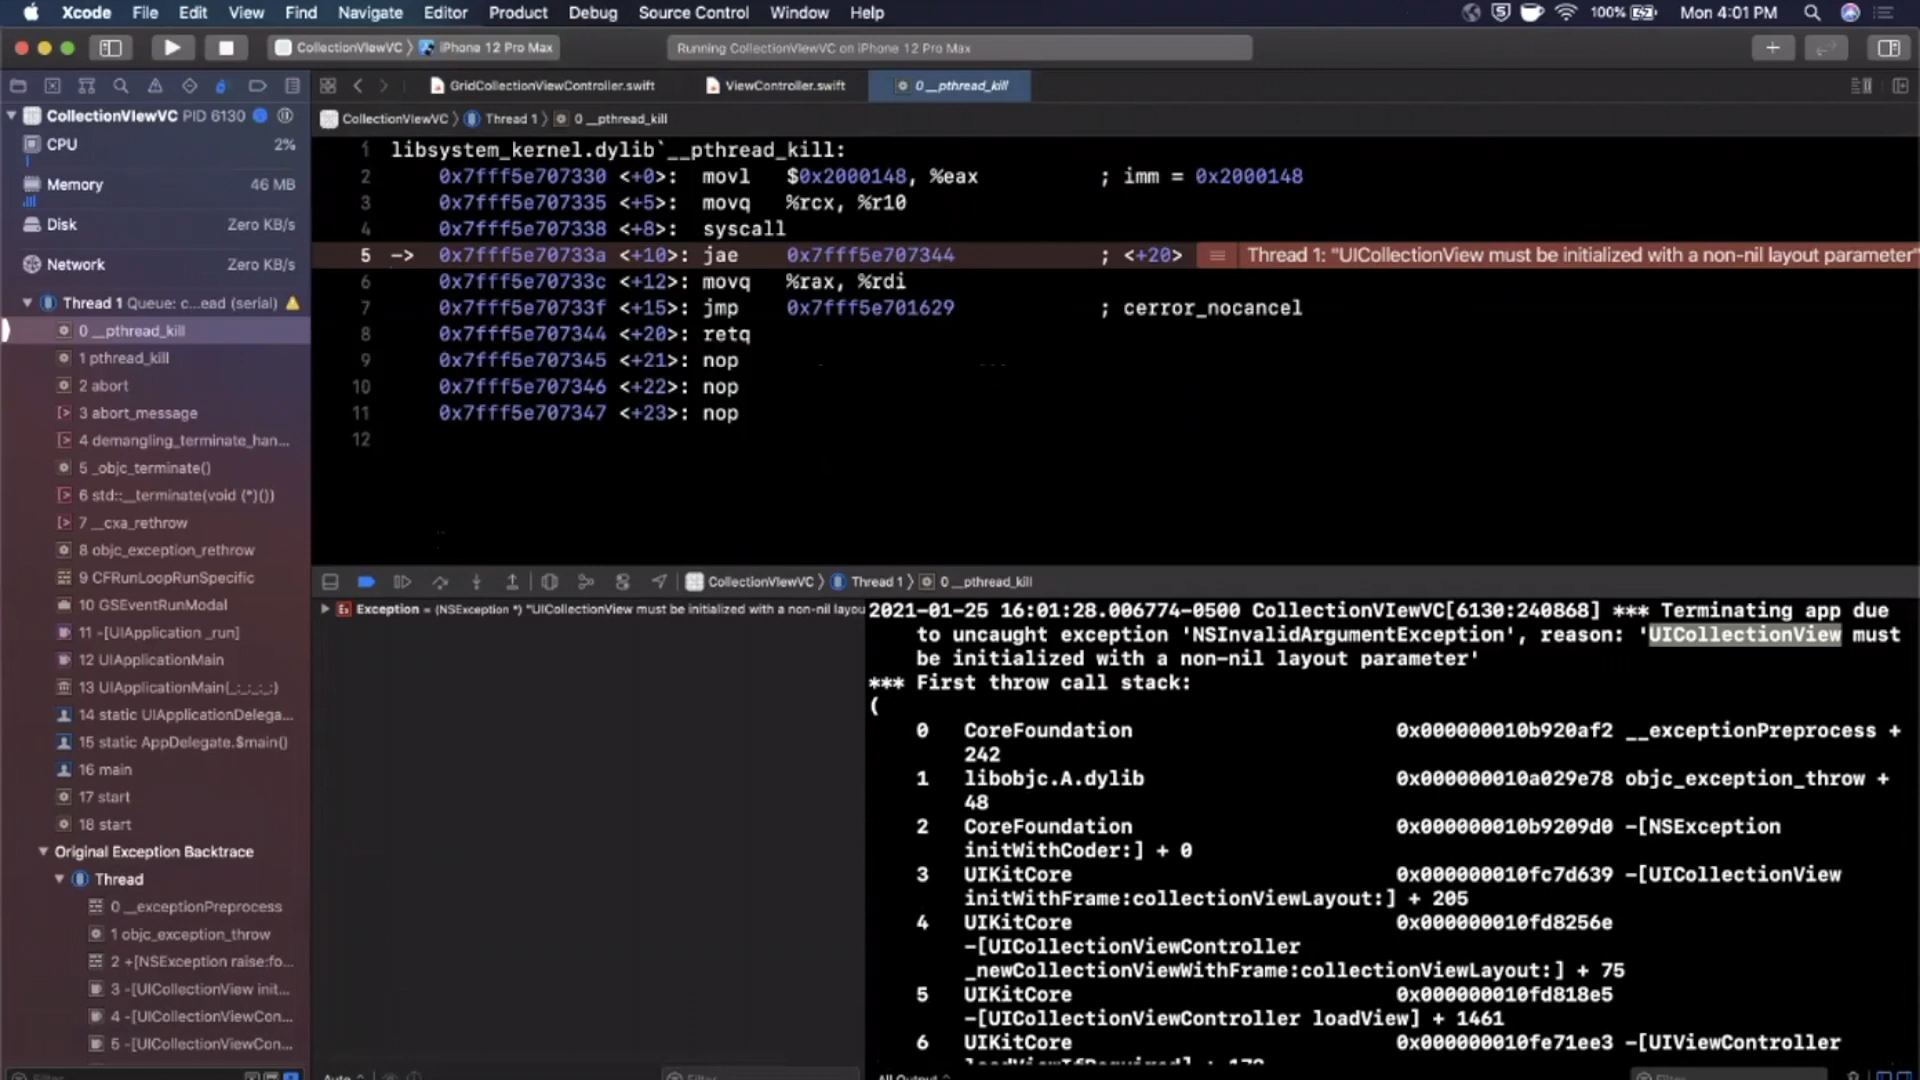 Xcode File Edit View Find Navigate Editor Product Debug Source Control Window Help 100% Mon 4:01 PM
CollectionVIewVC iPhone 12 Pro Max Running CollectionVIewVC on iPhone 12 Pro Max
GridCollectionViewController.swift ViewController.swift 0 __pthread_kill
CollectionVIewVC PID 6130
CPU 2%
Memory 46 MB
Disk Zero KB/s
Network Zero KB/s
Thread 1 Queue: c...ead (serial)
0 __pthread_kill
1 pthread_kill
2 abort
3 abort_message
4 demangling_terminate_han...
5 _objc_terminate()
6 std::__terminate(void (*)())
7 __cxa_rethrow
8 objc_exception_rethrow
9 CFRunLoopRunSpecific
10 GSEventRunModal
11 -[UIApplication _run]
12 UIApplicationMain
13 UIApplicationMain(_:_:_:_:)
14 static UIApplicationDelega...
15 static AppDelegate.$main()
16 main
17 start
18 start
Original Exception Backtrace
Thread
0 __exceptionPreprocess
1 objc_exception_throw
2 +[NSException raise:fo...
3 -[UICollectionView init...
4 -[UICollectionViewCon...
5 -[UICollectionViewCon...
CollectionVIewVC Thread 1 0 __pthread_kill
1 libsystem_kernel.dylib`__pthread_kill:
2 0x7fff5e707330 <+0>: movl $0x2000148, %eax ; imm = 0x2000148
3 0x7fff5e707335 <+5>: movq %rcx, %r10
4 0x7fff5e707338 <+8>: syscall
5 -> 0x7fff5e70733a <+10>: jae 0x7fff5e707344 ; <+20> Thread 1: "UICollectionView must be initialized with a non-nil layout parameter"
6 0x7fff5e70733c <+12>: movq %rax, %rdi
7 0x7fff5e70733f <+15>: jmp 0x7fff5e701629 ; cerror_nocancel
8 0x7fff5e707344 <+20>: retq
9 0x7fff5e707345 <+21>: nop
10 0x7fff5e707346 <+22>: nop
11 0x7fff5e707347 <+23>: nop
12
CollectionVIewVC Thread 1 0 __pthread_kill
Exception = (NSException *) "UICollectionView must be initialized with a non-nil layou
2021-01-25 16:01:28.006774-0500 CollectionVIewVC[6130:240868] *** Terminating app due
to uncaught exception 'NSInvalidArgumentException', reason: 'UICollectionView must
be initialized with a non-nil layout parameter'
*** First throw call stack:
(
0 CoreFoundation 0x000000010b920af2 __exceptionPreprocess +
242
1 libobjc.A.dylib 0x000000010a029e78 objc_exception_throw +
48
2 CoreFoundation 0x000000010b9209d0 -[NSException
initWithCoder:] + 0
3 UIKitCore 0x000000010fc7d639 -[UICollectionView
initWithFrame:collectionViewLayout:] + 205
4 UIKitCore 0x000000010fd8256e
-[UICollectionViewController
_newCollectionViewWithFrame:collectionViewLayout:] + 75
5 UIKitCore 0x000000010fd818e5
-[UICollectionViewController loadView] + 1461
6 UIKitCore 0x000000010fe71ee3 -[UIViewController